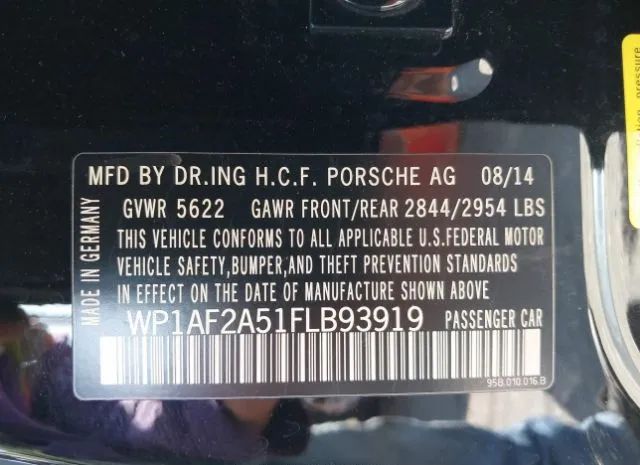 MFD BY DR.ING H.C.F. PORSCHE AG 08/14
GVWR 5622 GAWR FRONT/REAR 2844/2954 LBS
THIS VEHICLE CONFORMS TO ALL APPLICABLE U.S.FEDERAL MOTOR
VEHICLE SAFETY,BUMPER,AND THEFT PREVENTION STANDARDS
IN EFFECT ON THE DATE OF MANUFACTURE SHOWN ABOVE
WP1AF2A51FLB93919 PASSENGER CAR
95B.010.016.B
MADE IN GERMANY
pressure